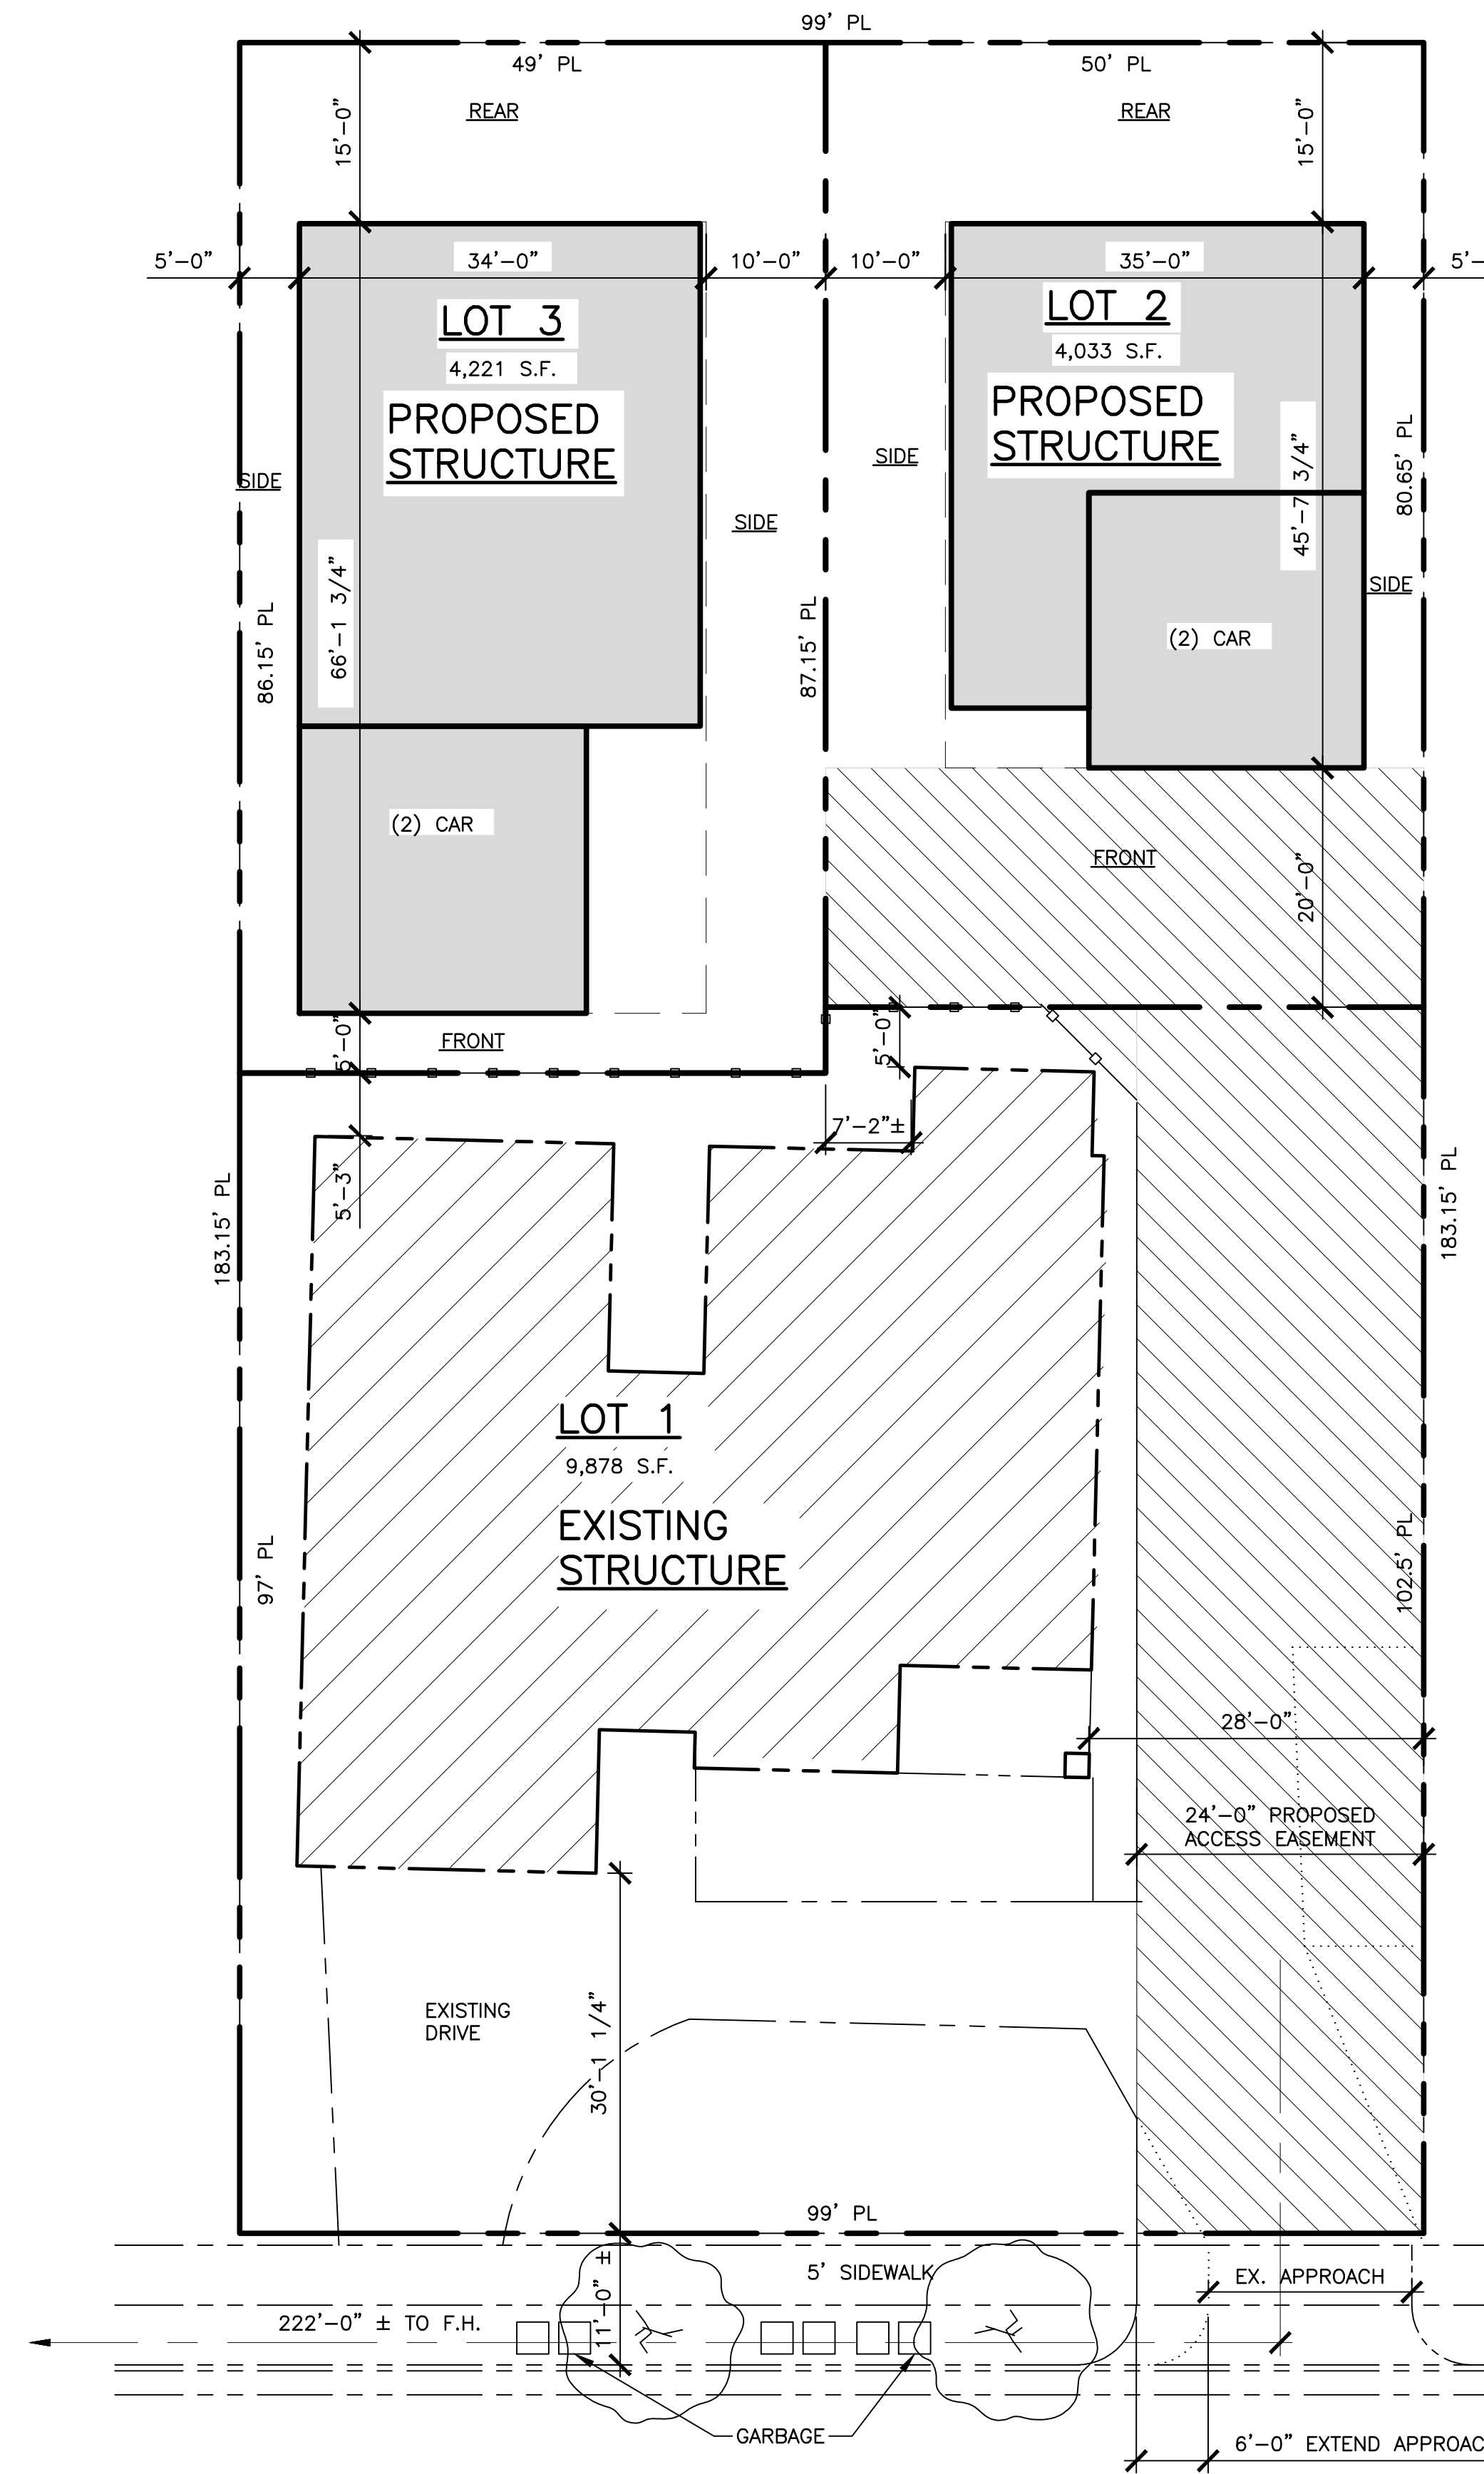 99' PL
49' PL
50' PL
REAR
REAR
15'-0"
15'-0"
5'-0"
34'-0"
10'-0"
10'-0"
35'-0"
LOT 3
4,221 S.F.
PROPOSED
STRUCTURE
LOT 2
4,033 S.F.
PROPOSED
STRUCTURE
SIDE
SIDE
SIDE
SIDE
45'-7 3/4"
80.65' PL
66'-1 3/4"
86.15' PL
87.15' PL
(2) CAR
(2) CAR
FRONT
20'-0"
FRONT
5'-0"
5'-0"
7'-2"±
5'-3"
183.15' PL
183.15' PL
LOT 1
9,878 S.F.
EXISTING
STRUCTURE
97' PL
102.5' PL
28'-0"
24'-0" PROPOSED
ACCESS EASEMENT
EXISTING
DRIVE
30'-1 1/4"
99' PL
5' SIDEWALK
EX. APPROACH
11'-0" ±
222'-0" ± TO F.H.
GARBAGE
6'-0" EXTEND